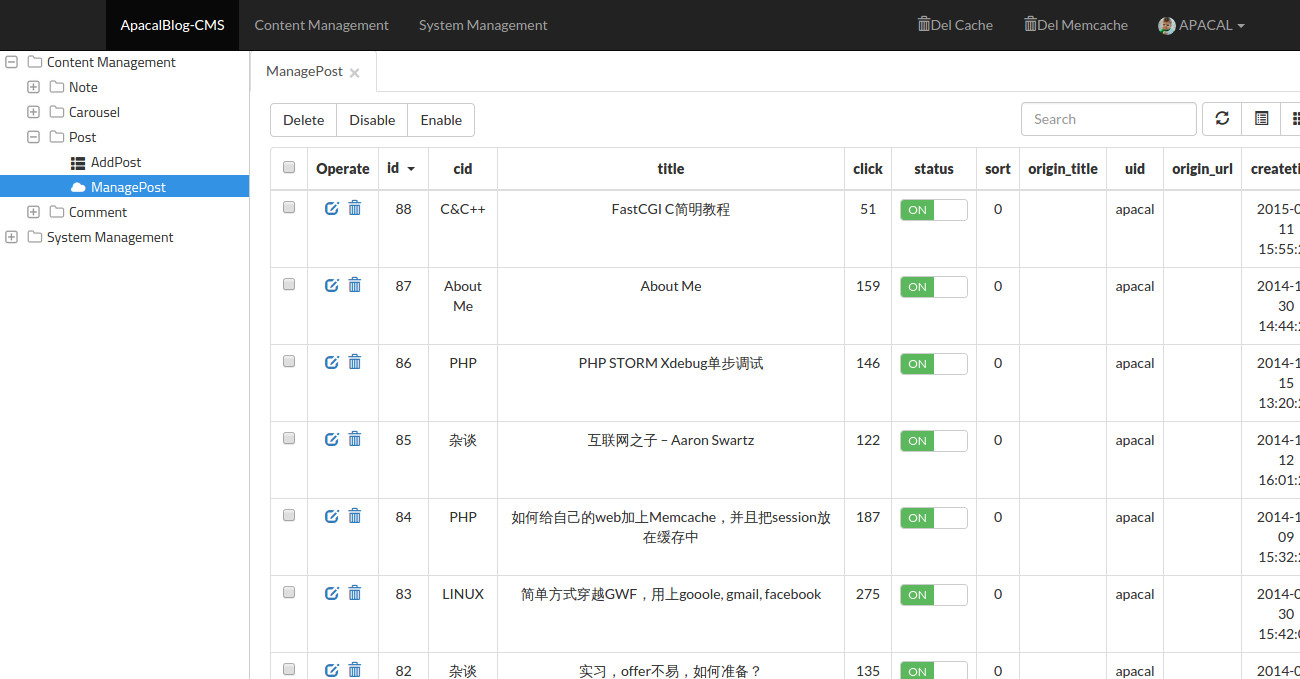 ApacalBlog-CMS Content Management System Management Del Cache Del Memcache APACAL
Content Management
Note
Carousel
Post
AddPost
ManagePost
Comment
System Management
ManagePost
Delete Disable Enable Search
Operate id cid title click status sort origin_title uid origin_url createti
88 C&C++ FastCGI C简明教程 51 ON 0 apacal 2015-0
11
15:55:
87 About Me About Me 159 ON 0 apacal 2014-1
30
14:44:
86 PHP PHP STORM Xdebug单步调试 146 ON 0 apacal 2014-1
15
13:20:
85 杂谈 互联网之子 – Aaron Swartz 122 ON 0 apacal 2014-1
12
16:01:
84 PHP 如何给自己的web加上Memcache，并且把session放 187 ON 0 apacal 2014-1
在缓存中 09
15:32:
83 LINUX 简单方式穿越GWF，用上gooole, gmail, facebook 275 ON 0 apacal 2014-0
30
15:42:
82 杂谈 实习，offer不易，如何准备？ 135 ON 0 apacal 2014-0